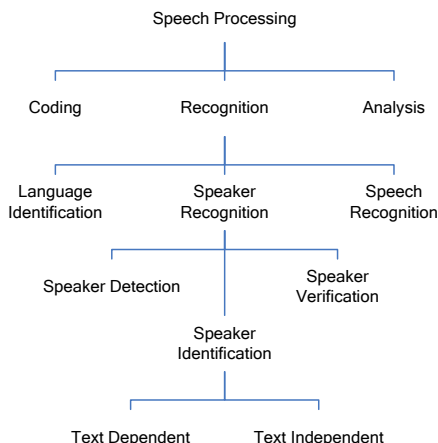 Speech Processing
Coding
Recognition
Analysis
Language
Identification
Speaker
Recognition
Speech
Recognition
Speaker Detection
Speaker
Verification
Speaker
Identification
Text Dependent
Text Independent